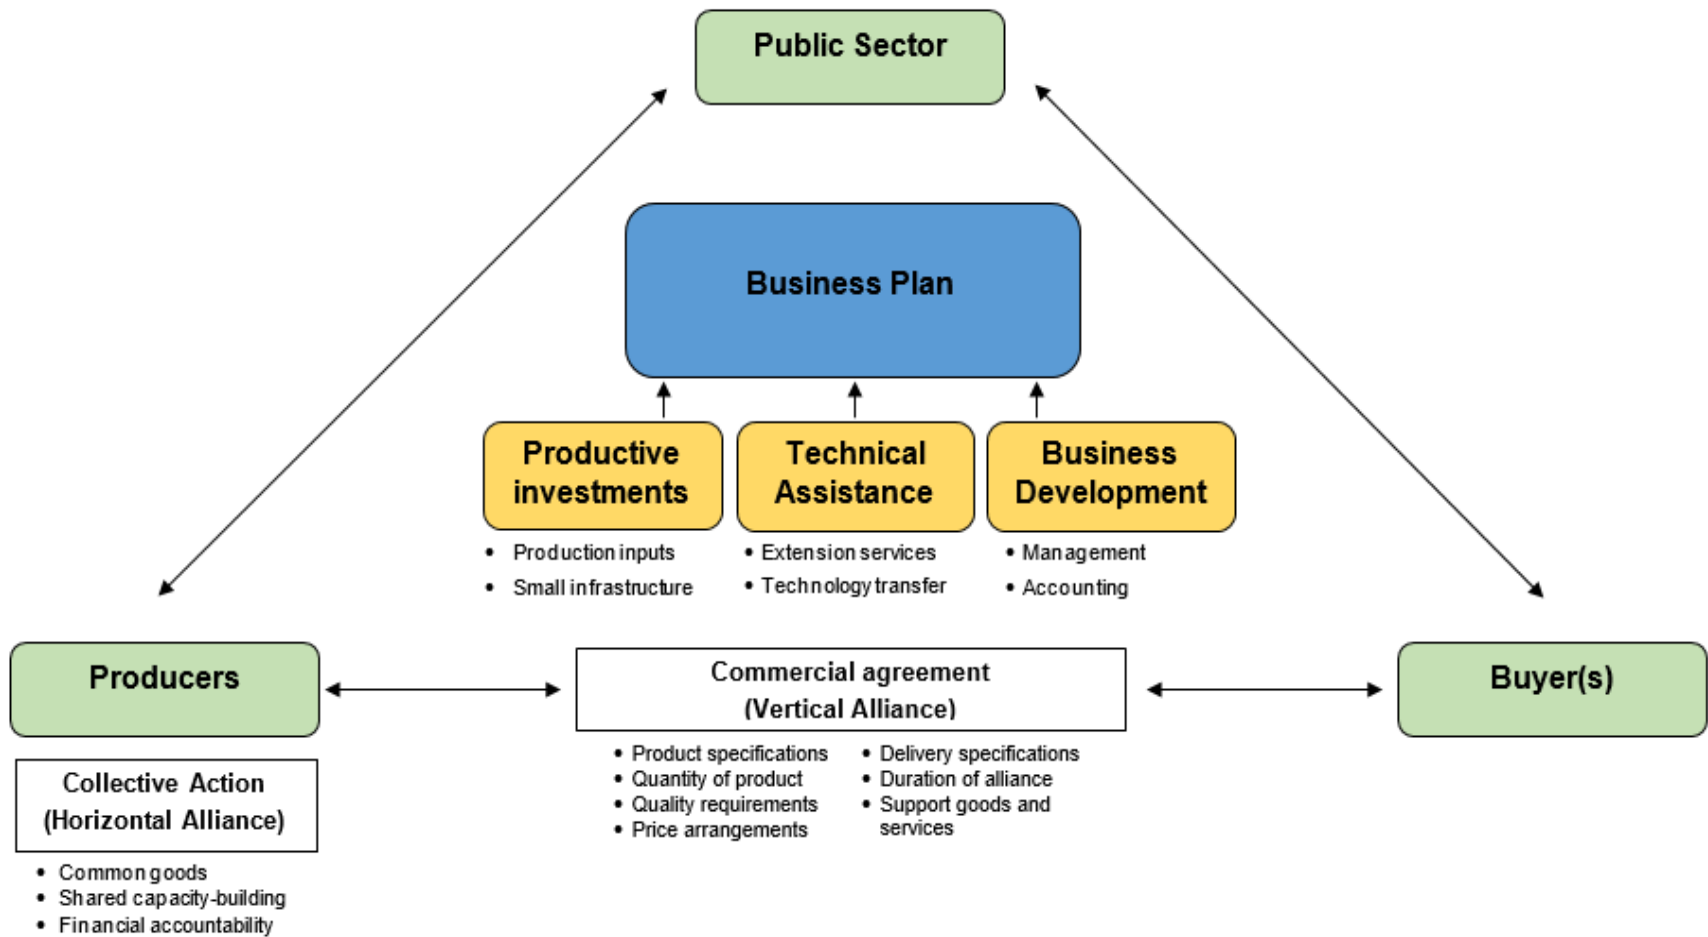 Public Sector
Business Plan
Productive
investments
• Production inputs
• Small infrastructure
Technical
Assistance
• Extension services
• Technology transfer
Business
Development
• Management
• Accounting
Producers
Commercial agreement
(Vertical Alliance)
• Product specifications
• Quantity of product
• Quality requirements
• Price arrangements
• Delivery specifications
• Duration of alliance
• Support goods and
services
Buyer(s)
Collective Action
(Horizontal Alliance)
• Common goods
• Shared capacity-building
• Financial accountability